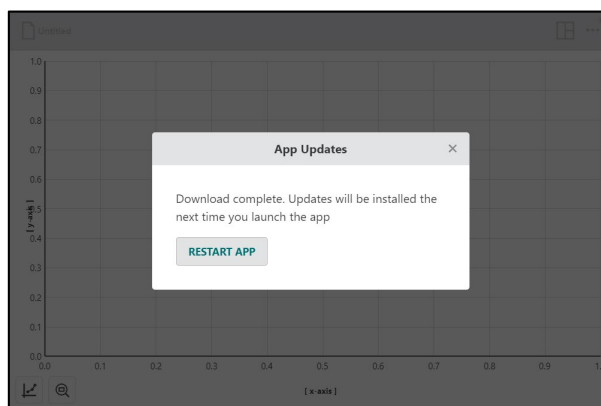 Untitled
1.0
0.9
0.8
0.7
0.6
0.5
0.4
0.3
0.2
0.1
0.0
[ y-axis ]
App Updates
Download complete. Updates will be installed the
next time you launch the app
RESTART APP
0.0 0.1 0.2 0.3 0.4 0.5 0.6 0.7 0.8 0.9
[ x-axis ]